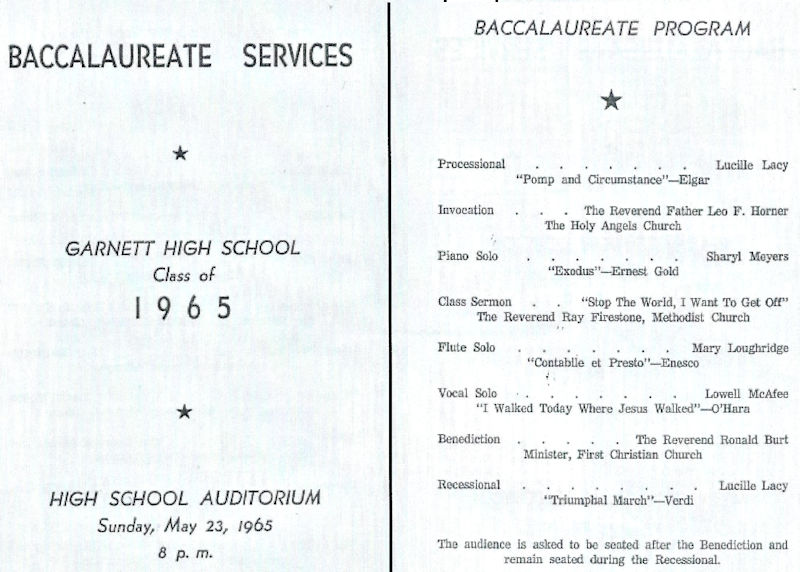 BACCALAUREATE SERVICES
GARNETT HIGH SCHOOL
Class of
1965
HIGH SCHOOL AUDITORIUM
Sunday, May 23, 1965
8 p. m.
BACCALAUREATE PROGRAM
Processional . . . . . . . Lucille Lacy
"Pomp and Circumstance"—Elgar
Invocation . . . The Reverend Father Leo F. Horner
The Holy Angels Church
Piano Solo . . . . . . . Sharyl Meyers
"Exodus"—Ernest Gold
Class Sermon . . "Stop The World, I Want To Get Off"
The Reverend Ray Firestone, Methodist Church
Flute Solo . . . . . . Mary Loughridge
"Contabile et Presto"—Enesco
Vocal Solo . . . . . . Lowell McAfee
"I Walked Today Where Jesus Walked"—O'Hara
Benediction . . . . . The Reverend Ronald Burt
Minister, First Christian Church
Recessional . . . . . . . Lucille Lacy
"Triumphal March"—Verdi
The audience is asked to be seated after the Benediction and
remain seated during the Recessional.